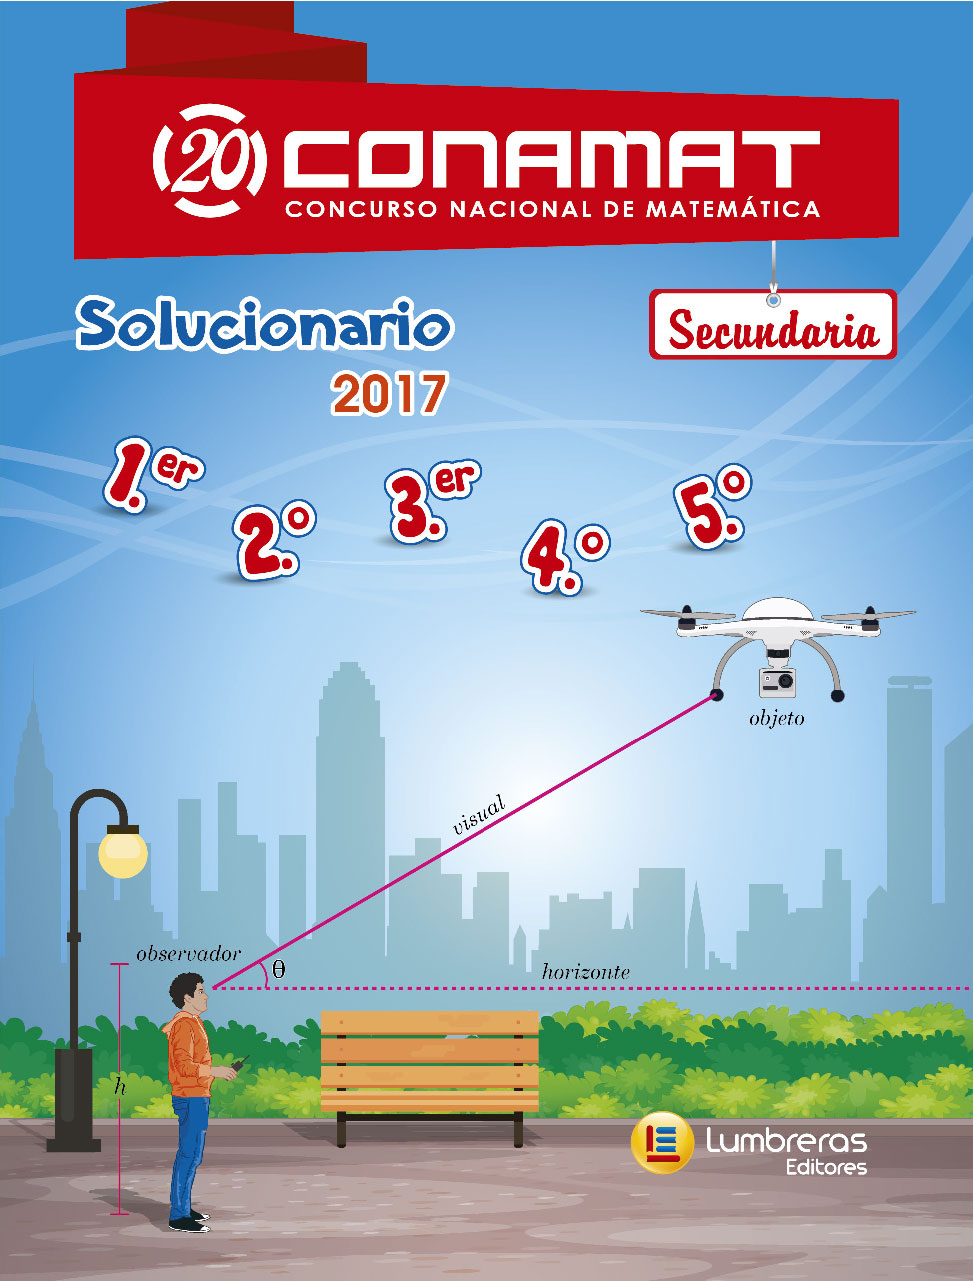 20 CONAMAT
CONCURSO NACIONAL DE MATEMÁTICA
Solucionario
2017
Secundaria
1.er
2.º
3.er
4.º
5.º
objeto
visual
observador
θ
horizonte
h
Lumbreras
Editores